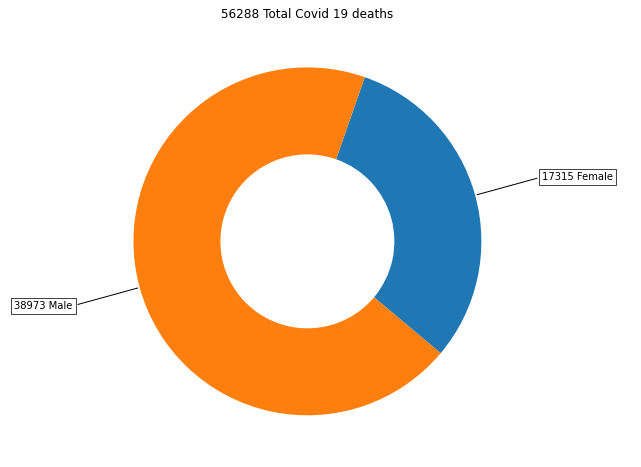 56288 Total Covid 19 deaths
17315 Female
38973 Male